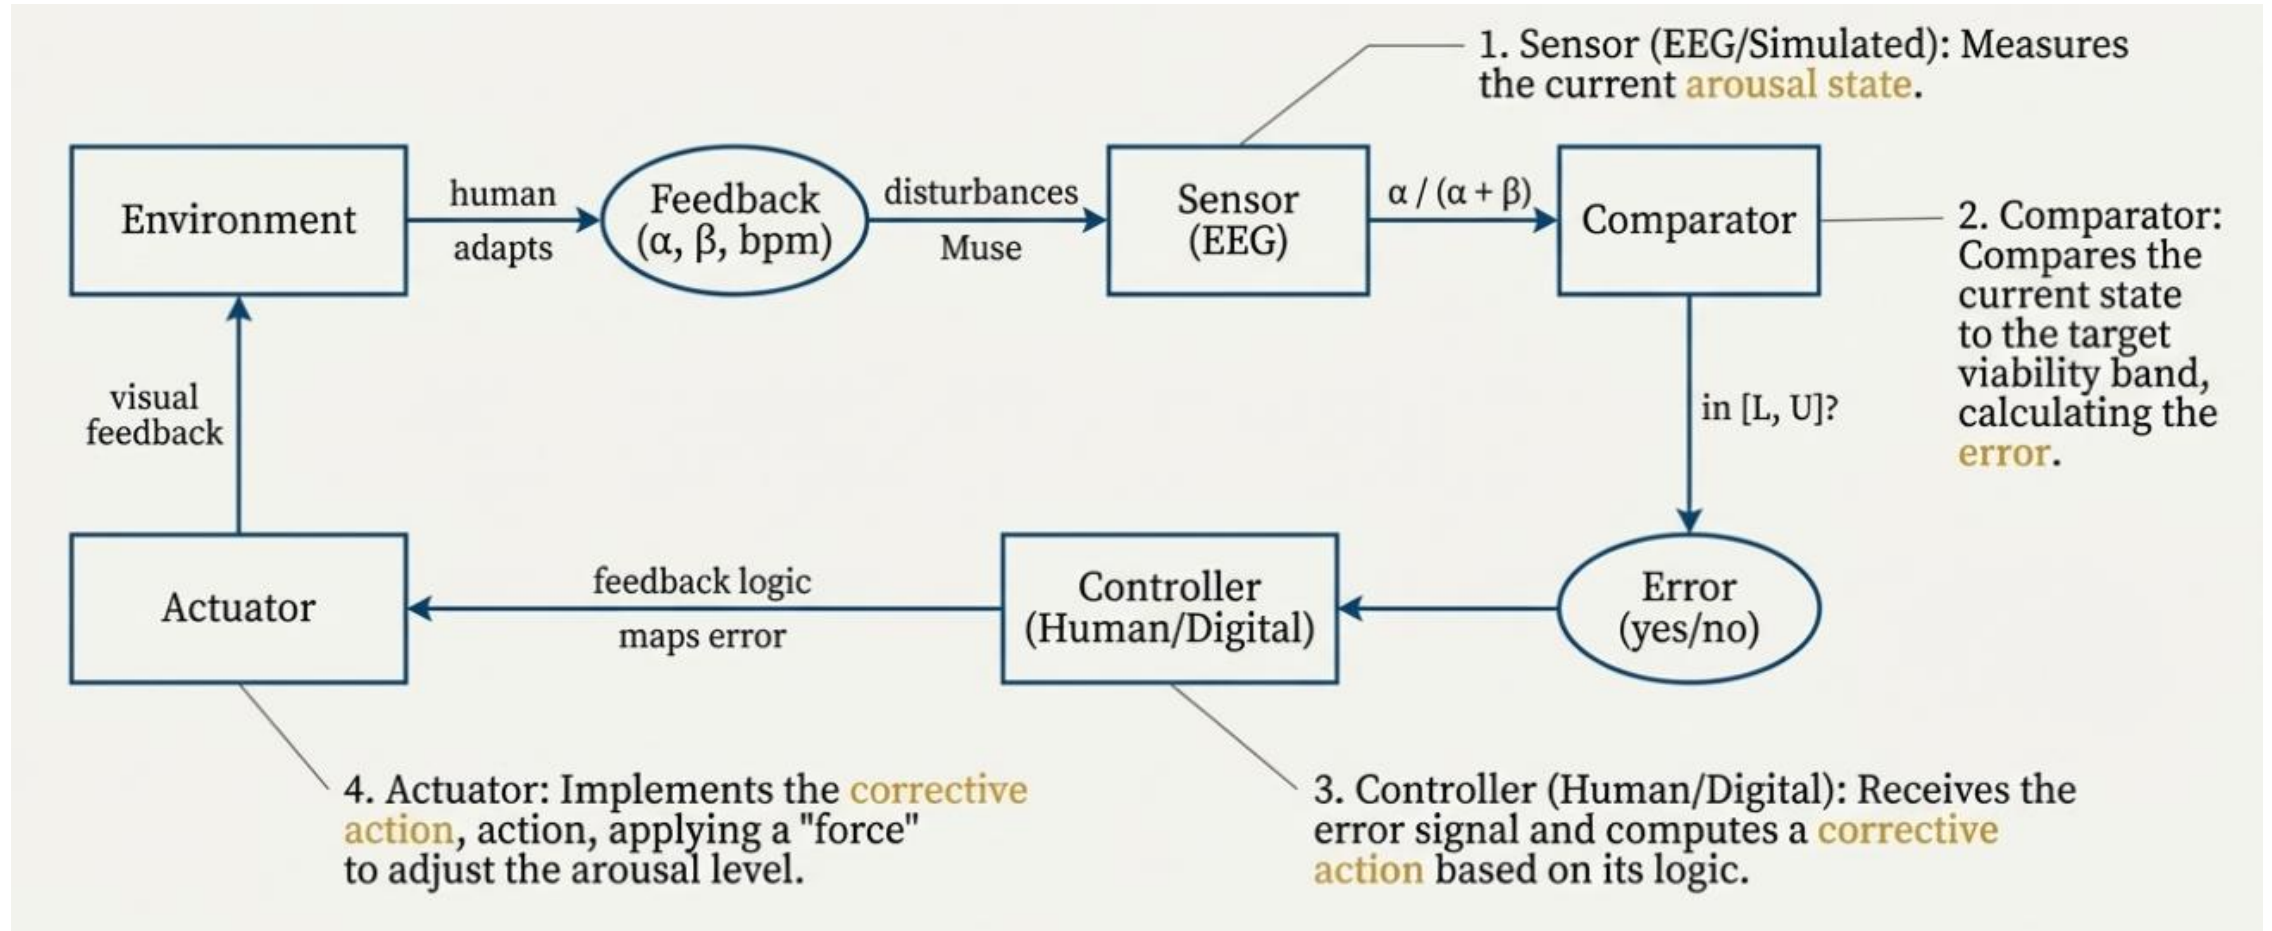 1. Sensor (EEG/Simulated): Measures
the current arousal state.
Environment
human
adapts
Feedback
(α, β, bpm)
disturbances
Muse
Sensor
(EEG)
α / (α + β)
Comparator
2. Comparator:
Compares the
current state
to the target
viability band,
calculating the
error.
visual
feedback
in [L, U]?
Actuator
feedback logic
maps error
Controller
(Human/Digital)
Error
(yes/no)
4. Actuator: Implements the corrective
action, action, applying a "force"
to adjust the arousal level.
3. Controller (Human/Digital): Receives the
error signal and computes a corrective
action based on its logic.